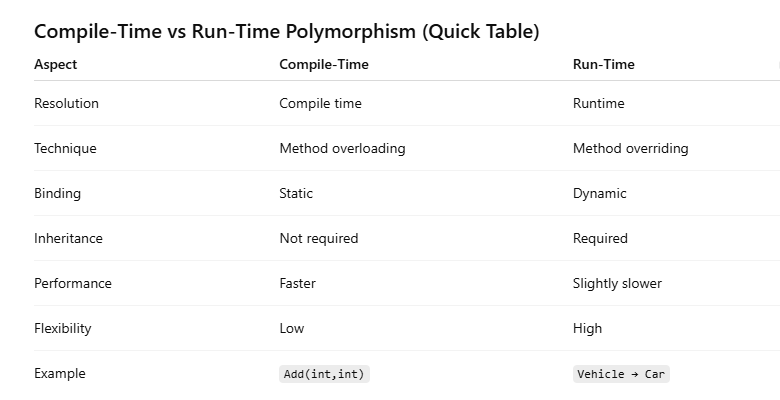 Compile-Time vs Run-Time Polymorphism (Quick Table)
Aspect Compile-Time Run-Time
Resolution Compile time Runtime
Technique Method overloading Method overriding
Binding Static Dynamic
Inheritance Not required Required
Performance Faster Slightly slower
Flexibility Low High
Example Add(int,int) Vehicle → Car